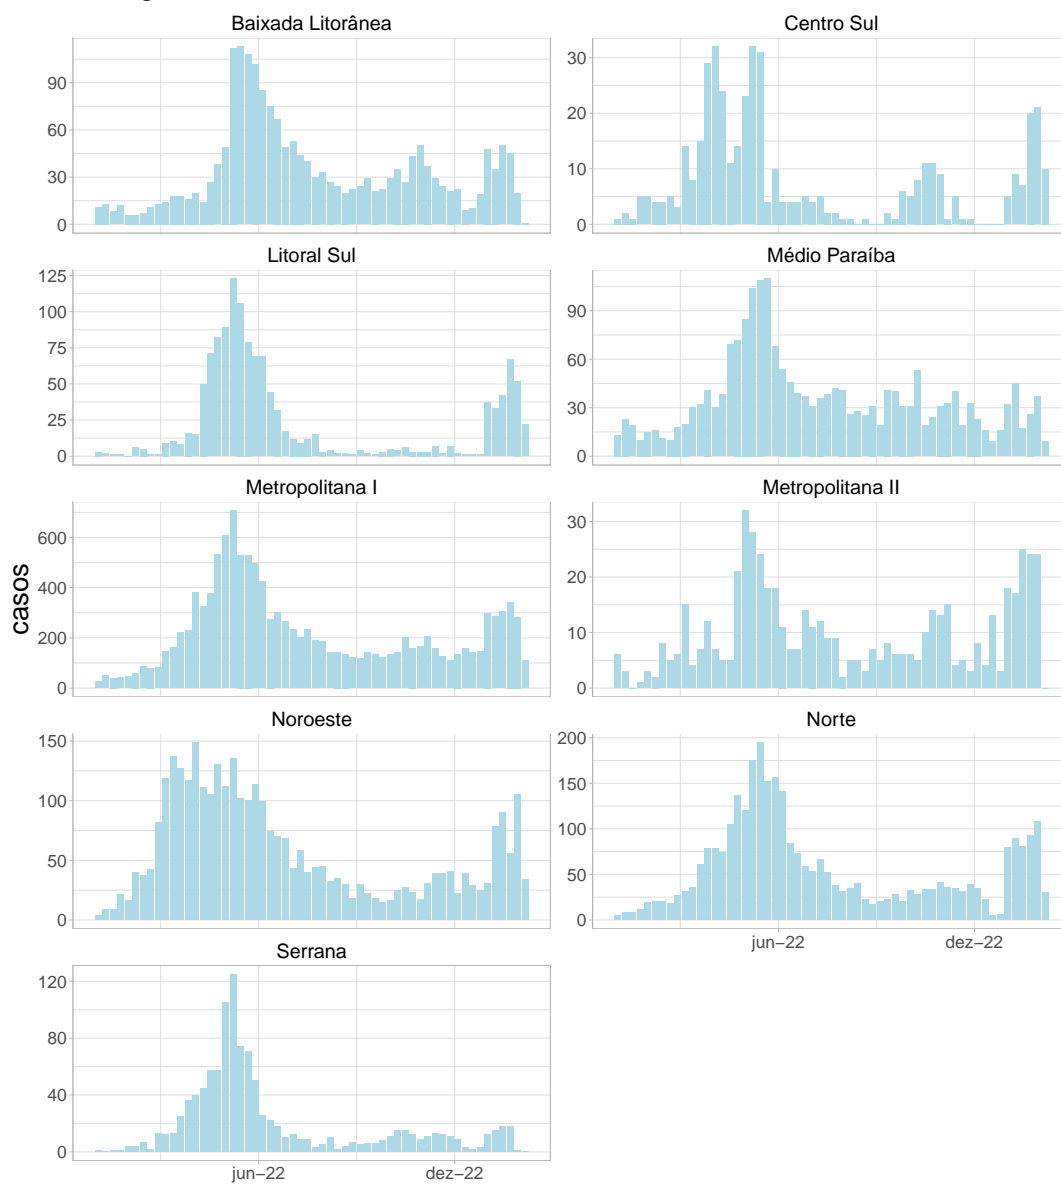 Baixada Litorânea
Centro Sul
90
60
30
0
30
20
10
0
Litoral Sul
Médio Paraíba
125
100
75
50
25
0
90
60
30
0
Metropolitana I
Metropolitana II
casos
600
400
200
0
30
20
10
0
Noroeste
Norte
150
100
50
0
200
150
100
50
0
jun−22
dez−22
Serrana
120
80
40
0
jun−22
dez−22